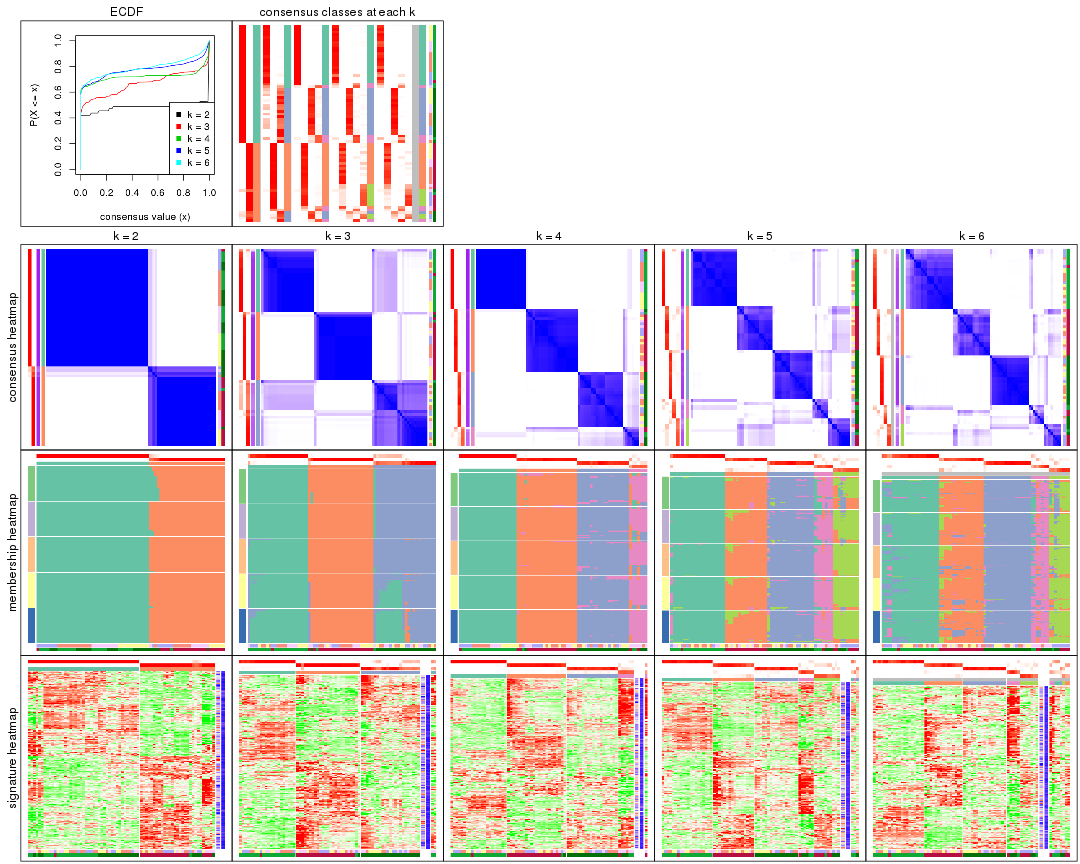 ECDF
consensus classes at each k
P(X <= x)
0.0 0.2 0.4 0.6 0.8 1.0
k = 2
k = 3
k = 4
k = 5
k = 6
0.0 0.2 0.4 0.6 0.8 1.0
consensus value (x)
k = 2
k = 3
k = 4
k = 5
k = 6
consensus heatmap
membership heatmap
signature heatmap